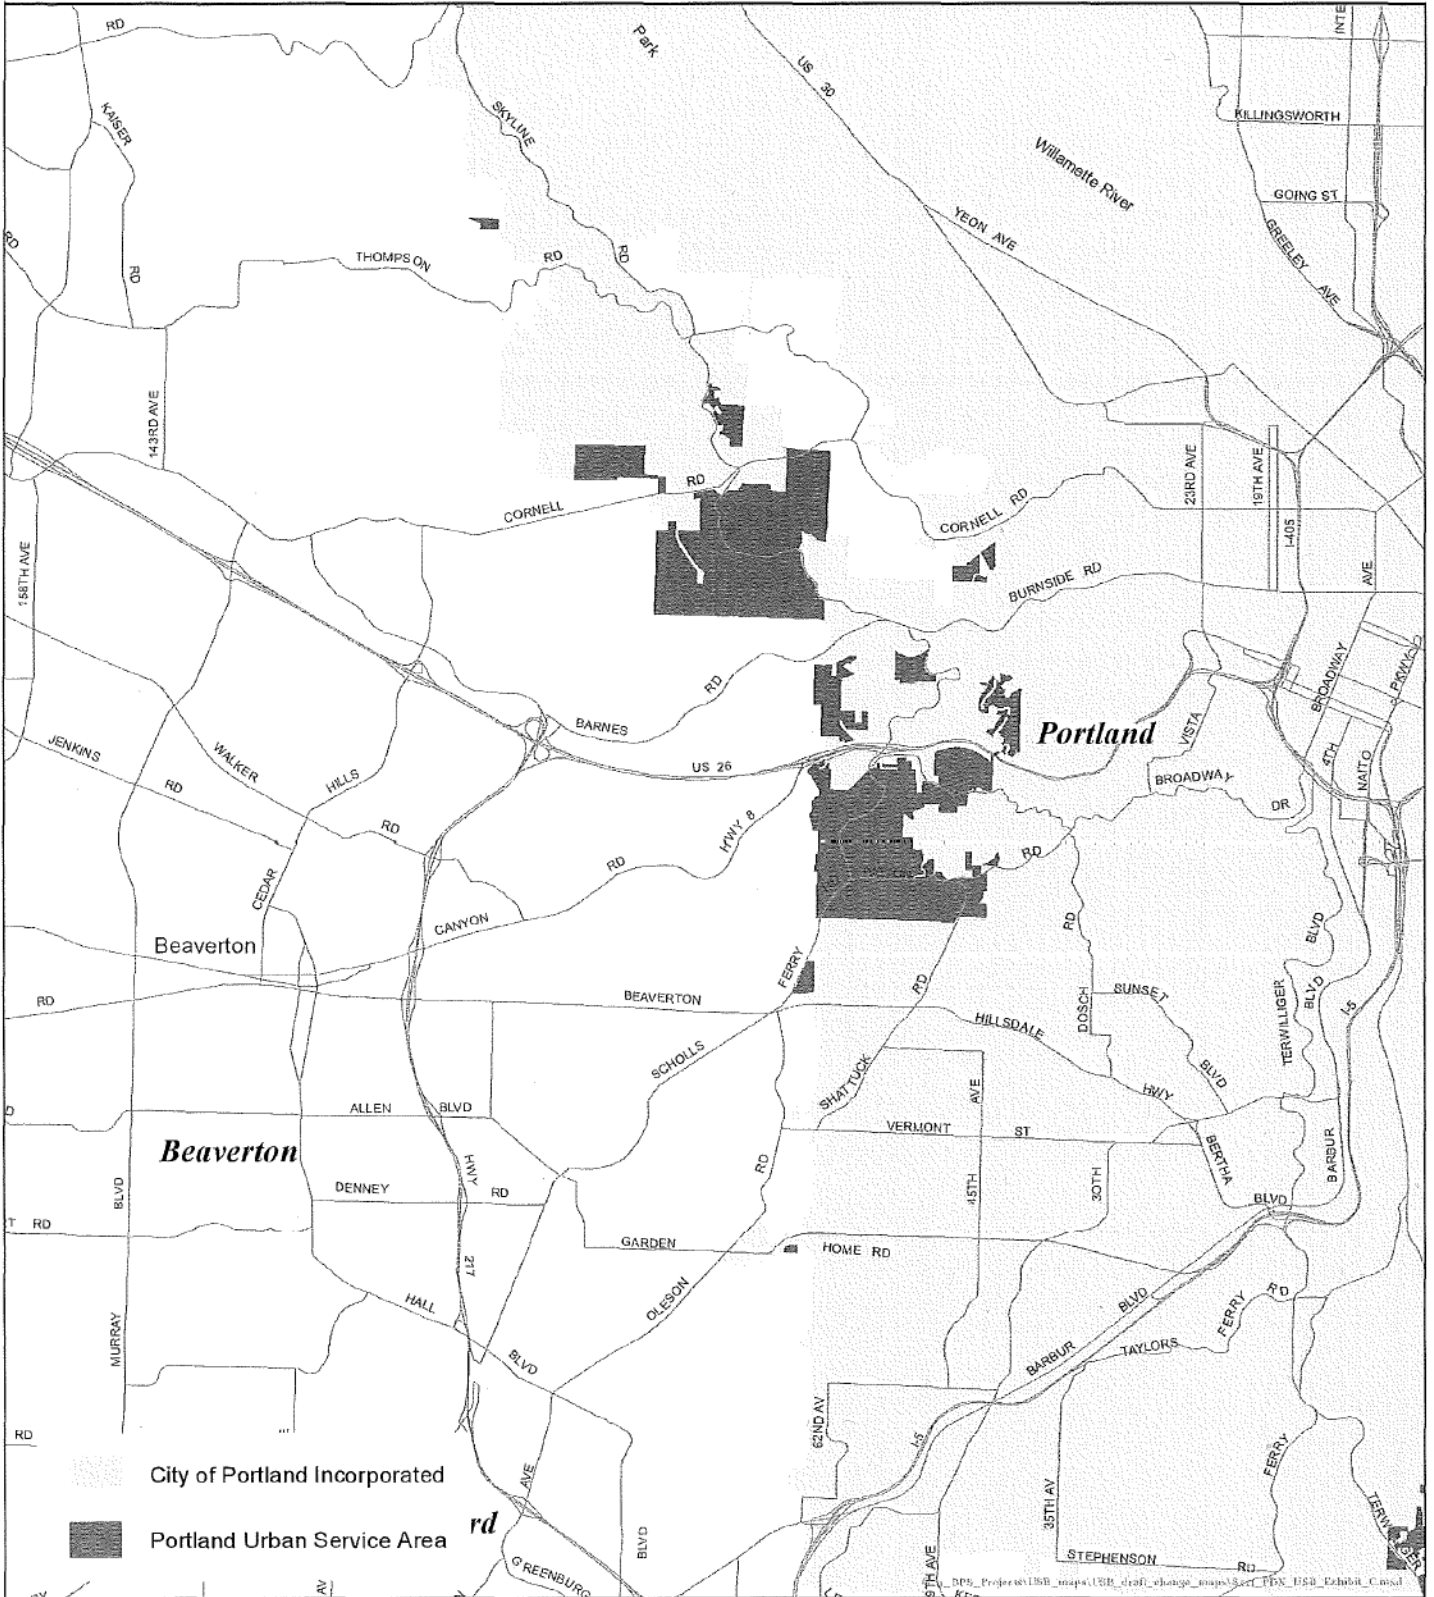 RD
Park
US 30
INTE
KAISER
SKYLINE
KILLINGSWORTH
Willamette River
GOING ST
YEON AVE
GREELEY
AVE
RD
THOMPSON
RD
RD
RD
143RD AVE
CORNELL
RD
CORNELL RD
23RD AVE
19TH AVE
I-405
158TH AVE
BURNSIDE RD
AVE
BROADWAY
PKWY
RD
BARNES
Portland
VISTA
JENKINS
WALKER
HILLS
US 26
BROADWAY
4TH
NAITO
RD
RD
HWY 8
DR
RD
RD
CEDAR
CANYON
RD
BLVD
Beaverton
FERRY
RD
BEAVERTON
RD
DOSCH
SUNSET
BLVD
TERWILLIGER
BLVD
I-5
HILLSDALE
SCHOLLS
SHATTUCK
AVE
HWY
ALLEN
BLVD
VERMONT
ST
Beaverton
BERTHA
BARBUR
BLVD
HWY
DENNEY
RD
RD
45TH
30TH
BLVD
T RD
GARDEN
HOME RD
217
HALL
OLESON
BLVD
FERRY
RD
MURRAY
BLVD
BARBUR
TAYLORS
62ND AV
RD
I-5
FERRY
City of Portland Incorporated
AVE
35TH AV
Portland Urban Service Area
rd
BLVD
GREENBURG
STEPHENSON
RD
AV
9TH AVE